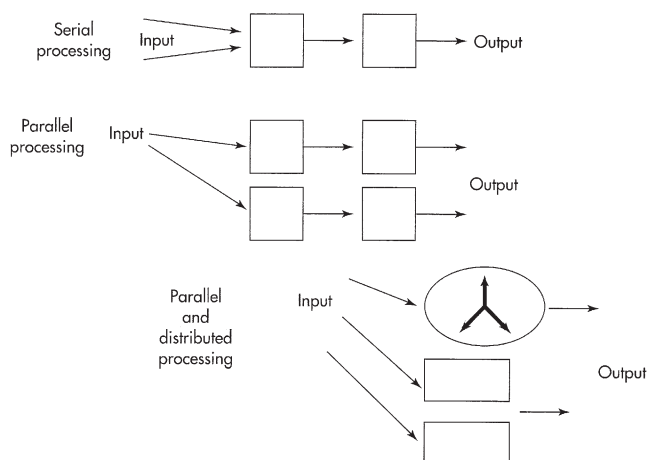 Serial
processing
Input
Output
Parallel
processing
Input
Output
Parallel
and
distributed
processing
Input
Output